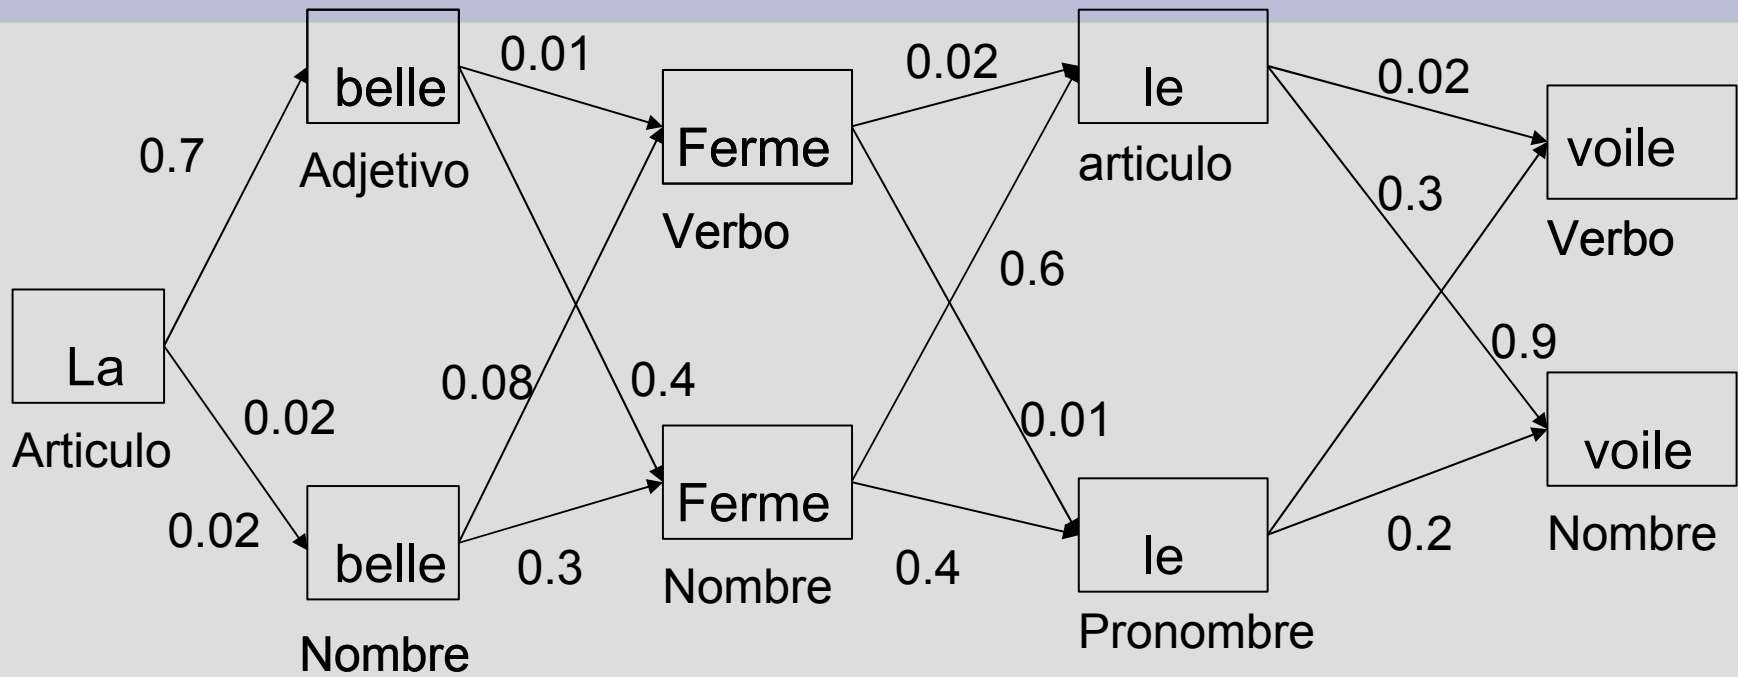 0.01
0.02
belle
le
0.02
Ferme
voile
0.7
Adjetivo
articulo
0.3
Verbo
Verbo
0.6
La
0.08
0.4
0.9
0.02
0.01
Articulo
voile
Ferme
0.02
belle
0.3
Nombre
0.4
le
0.2
Nombre
Pronombre
Nombre